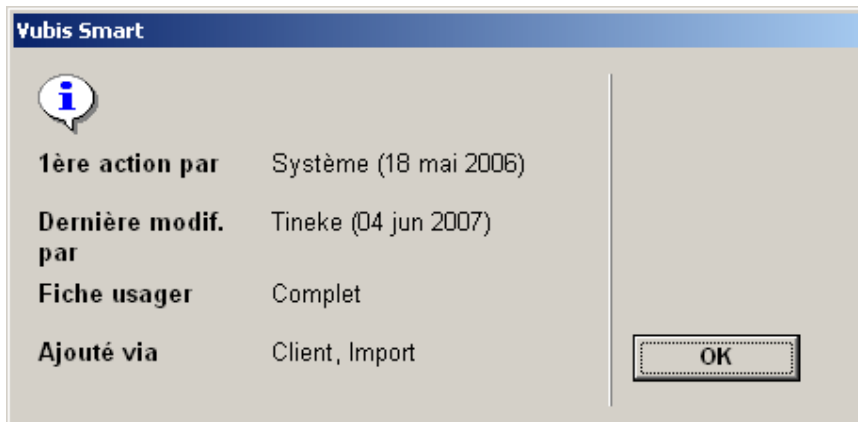 Vubis Smart
1ère action par Système (18 mai 2006)
Dernière modif. par Tineke (04 jun 2007)
Fiche usager Complet
Ajouté via Client, Import
OK